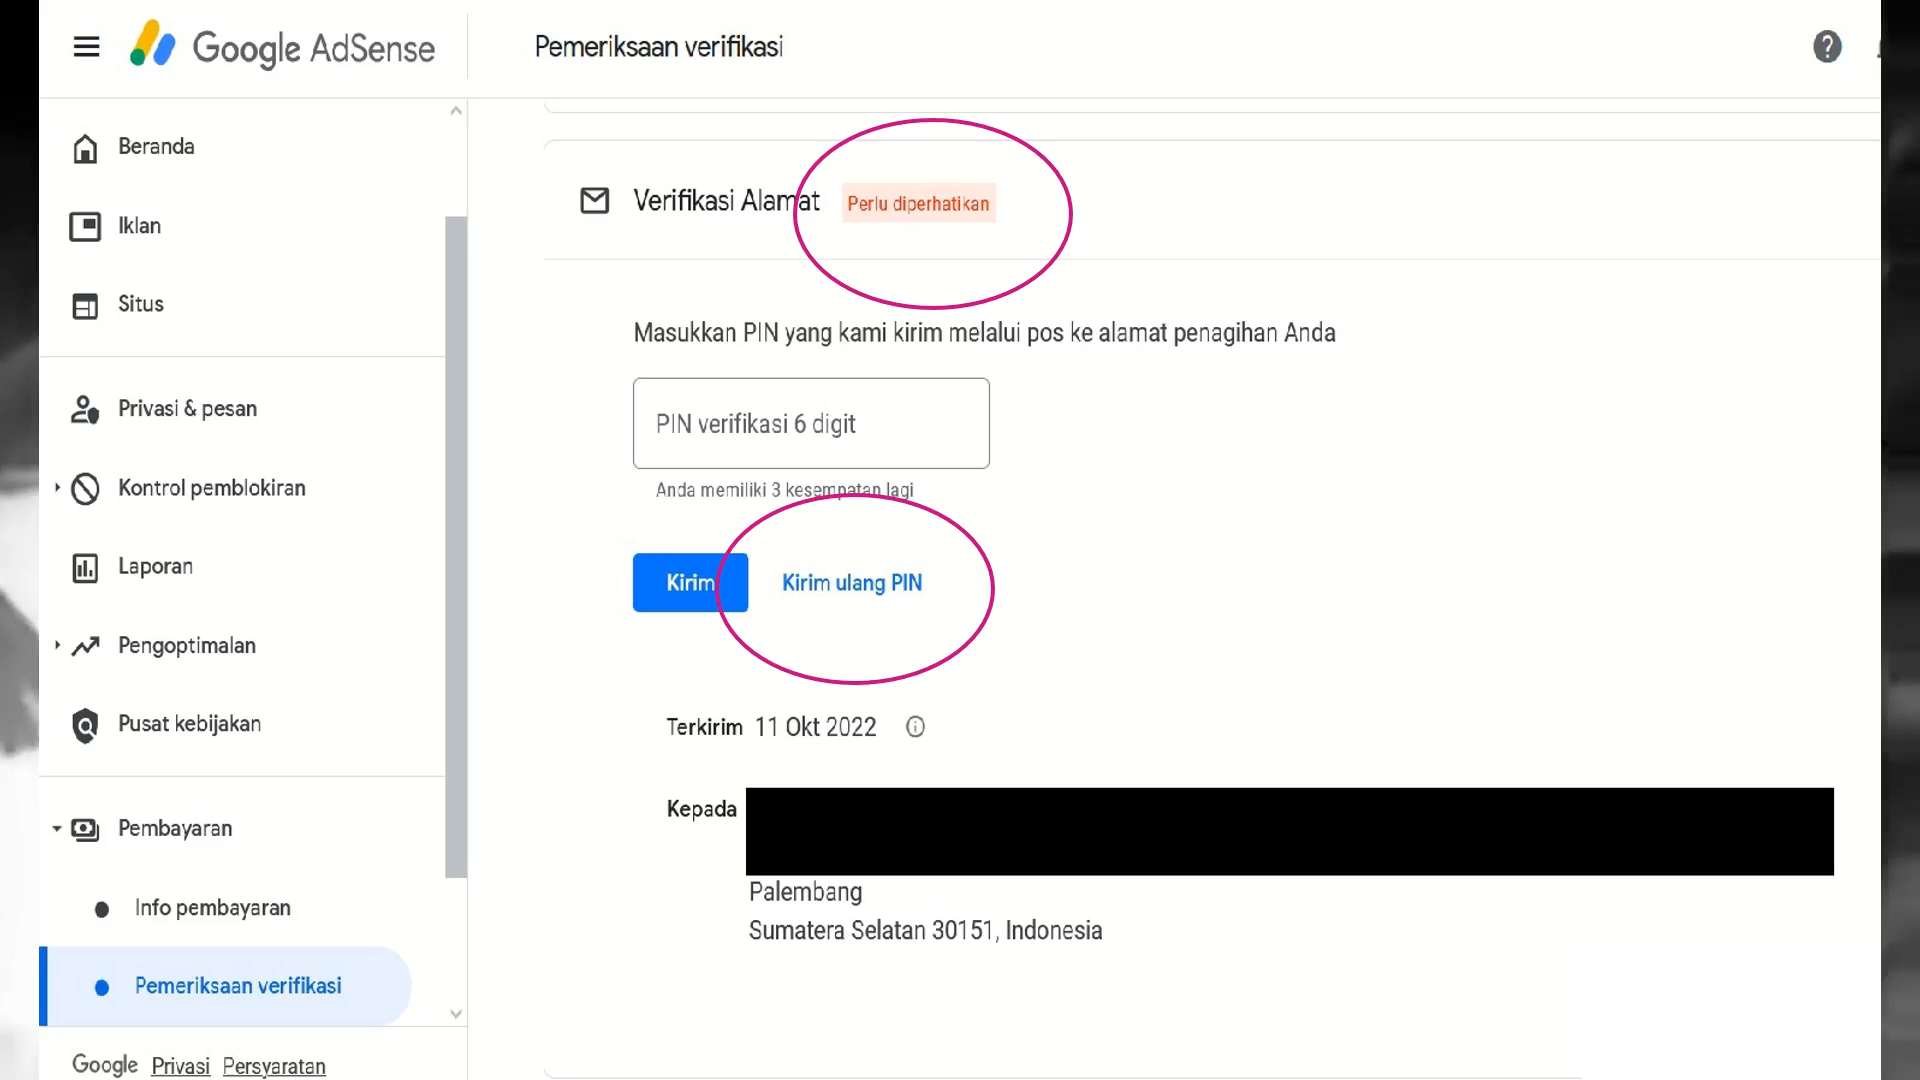 Google AdSense
Pemeriksaan verifikasi
Beranda
Iklan
Situs
Privasi & pesan
Kontrol pemblokiran
Laporan
Pengoptimalan
Pusat kebijakan
Pembayaran
Info pembayaran
Pemeriksaan verifikasi
Google Privasi Persyaratan
Verifikasi Alamat Perlu diperhatikan
Masukkan PIN yang kami kirim melalui pos ke alamat penagihan Anda
PIN verifikasi 6 digit
Anda memiliki 3 kesempatan lagi
Kirim Kirim ulang PIN
Terkirim 11 Okt 2022
Kepada
Palembang
Sumatera Selatan 30151, Indonesia